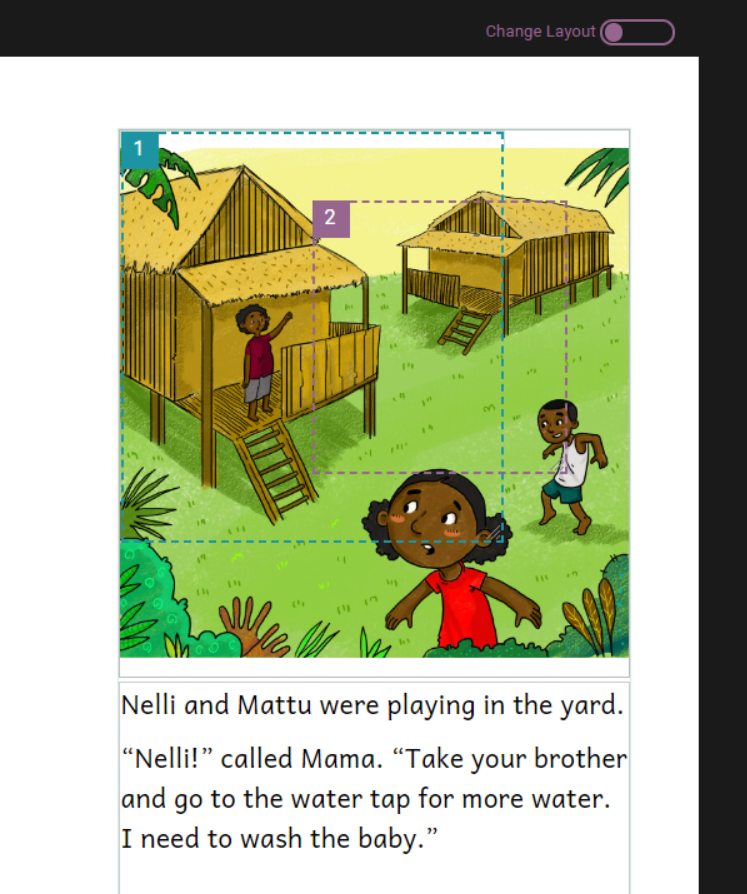 Change Layout
1
2
Nelli and Mattu were playing in the yard.
“Nelli!” called Mama. “Take your brother
and go to the water tap for more water.
I need to wash the baby.”